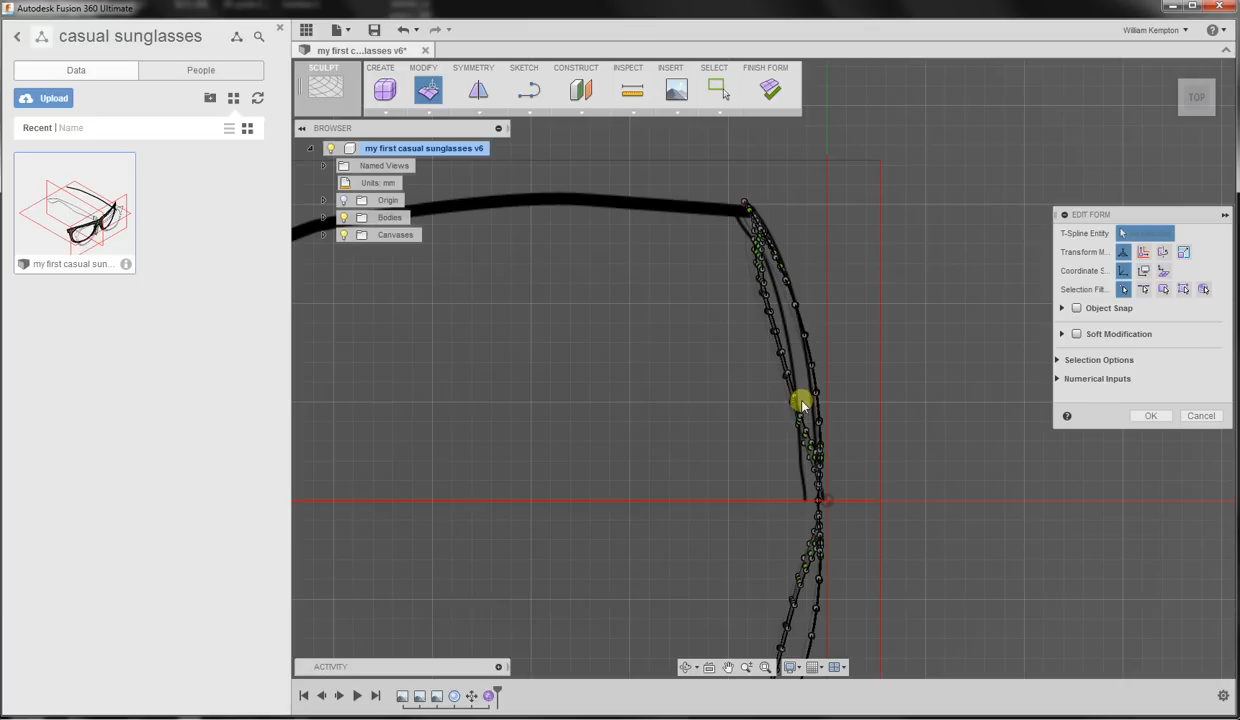 Autodesk Fusion 360 Ultimate
casual sunglasses
Data
People
Upload
Recent | Name
my first casual sun...
William Kempton
my first c...lasses v6*
SCULPT
CREATE
MODIFY
SYMMETRY
SKETCH
CONSTRUCT
INSPECT
INSERT
SELECT
FINISH FORM
TOP
BROWSER
my first casual sunglasses v6
Named Views
Units: mm
Origin
Bodies
Canvases
EDIT FORM
T-Spline Entity
Transform M...
Coordinate S...
Selection Filt...
Object Snap
Soft Modification
Selection Options
Numerical Inputs
OK
Cancel
ACTIVITY